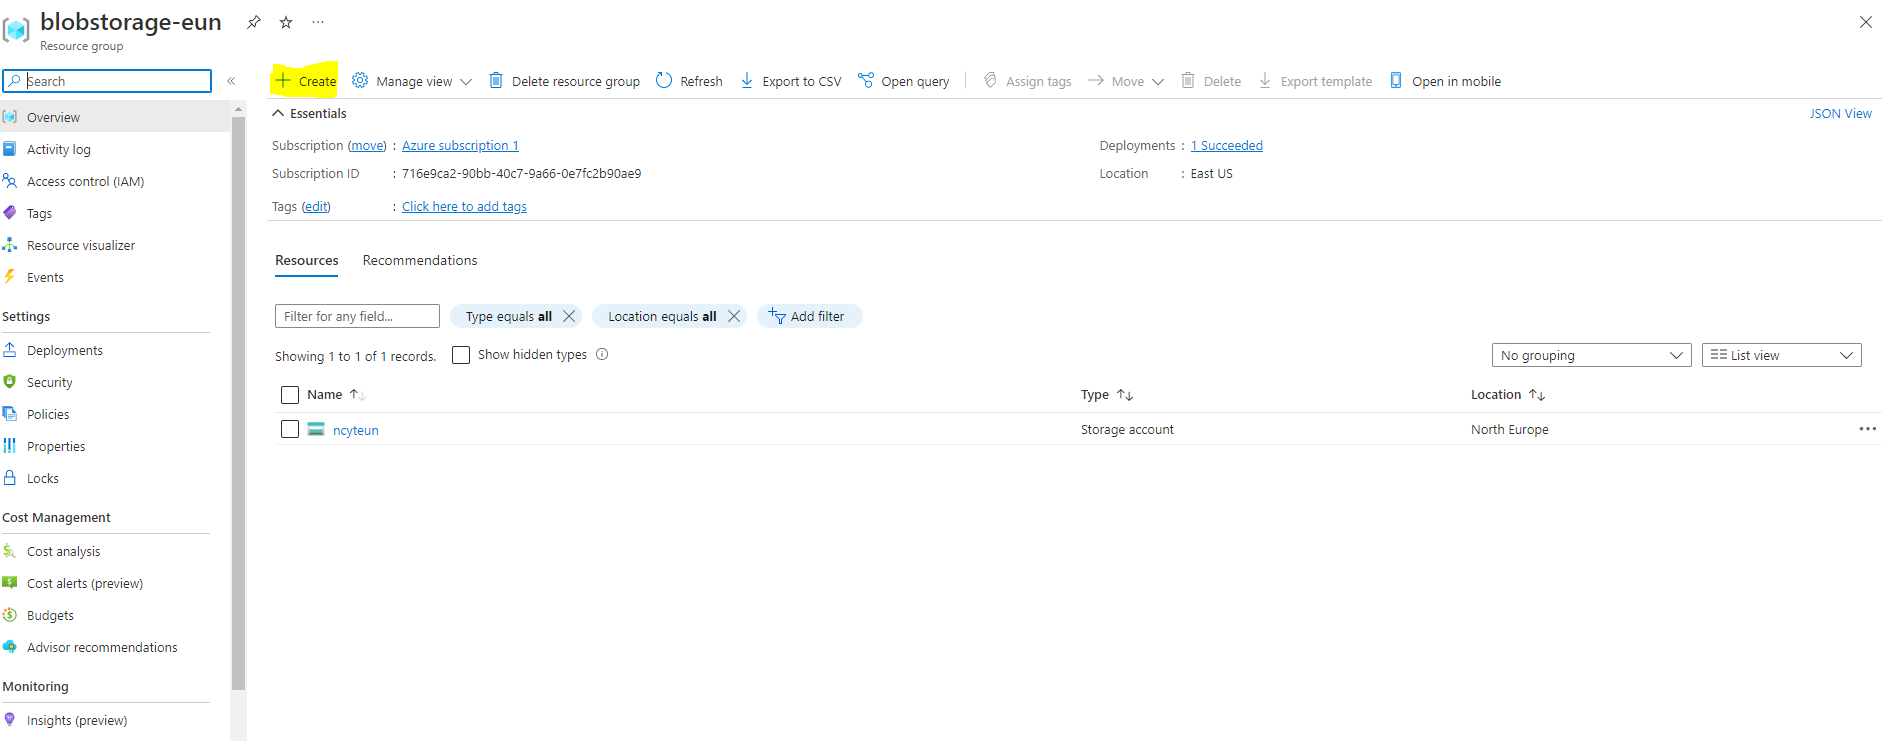 blobstorage-eun ...
Resource group
Search
Create Manage view Delete resource group Refresh Export to CSV Open query Assign tags Move Delete Export template Open in mobile
Overview
Activity log
Access control (IAM)
Tags
Resource visualizer
Events
Settings
Deployments
Security
Policies
Properties
Locks
Cost Management
Cost analysis
Cost alerts (preview)
Budgets
Advisor recommendations
Monitoring
Insights (preview)
Essentials JSON View
Subscription (move) : Azure subscription 1 Deployments : 1 Succeeded
Subscription ID : 716e9ca2-90bb-40c7-9a66-0e7fc2b90ae9 Location : East US
Tags (edit) : Click here to add tags
Resources Recommendations
Filter for any field... Type equals all Location equals all Add filter
Showing 1 to 1 of 1 records. Show hidden types No grouping List view
Name Type Location
ncyteun Storage account North Europe